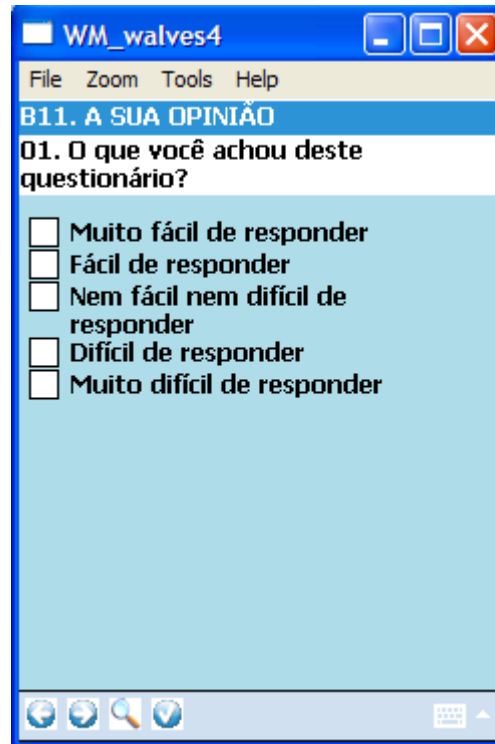 WM_walves4
File Zoom Tools Help
B11. A SUA OPINIÃO
01. O que você achou deste
questionário?
Muito fácil de responder
Fácil de responder
Nem fácil nem difícil de
responder
Difícil de responder
Muito difícil de responder